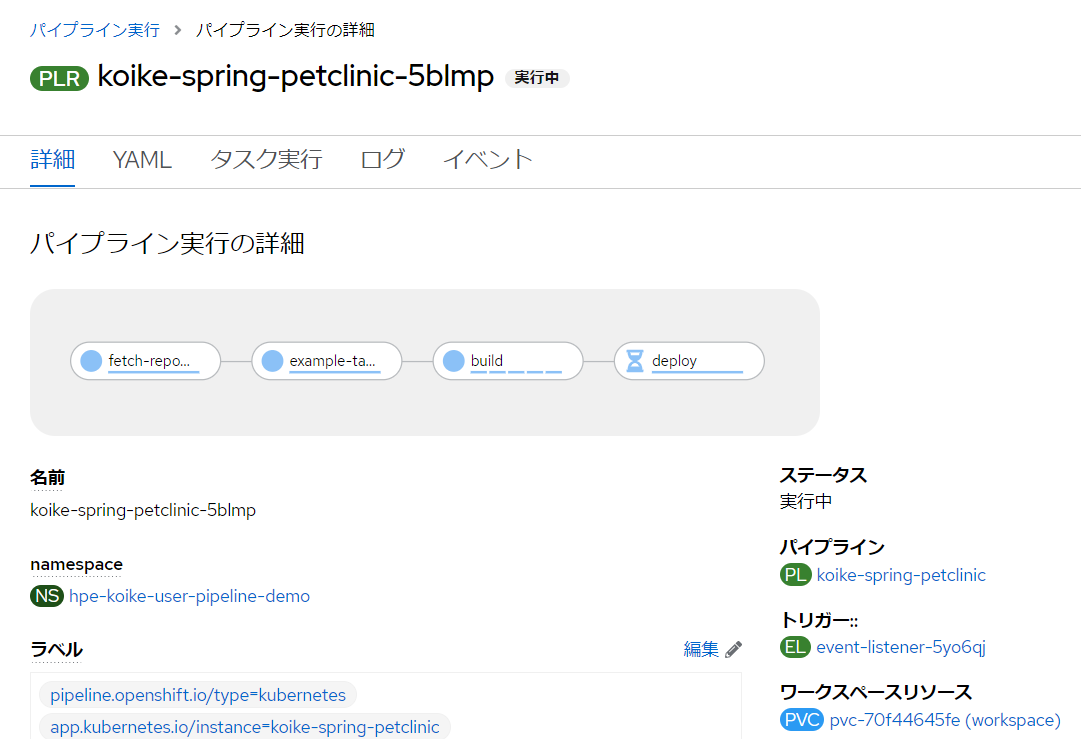 パイプライン実行 > パイプライン実行の詳細
PLR koike-spring-petclinic-5blmp 実行中
詳細 YAML タスク実行 ログ イベント
パイプライン実行の詳細
fetch-repo... example-ta... build deploy
名前
koike-spring-petclinic-5blmp
namespace
NS hpe-koike-user-pipeline-demo
ラベル 編集
pipeline.openshift.io/type=kubernetes
app.kubernetes.io/instance=koike-spring-petclinic
ステータス
実行中
パイプライン
PL koike-spring-petclinic
トリガー::
EL event-listener-5yo6qj
ワークスペースリソース
PVC pvc-70f44645fe (workspace)